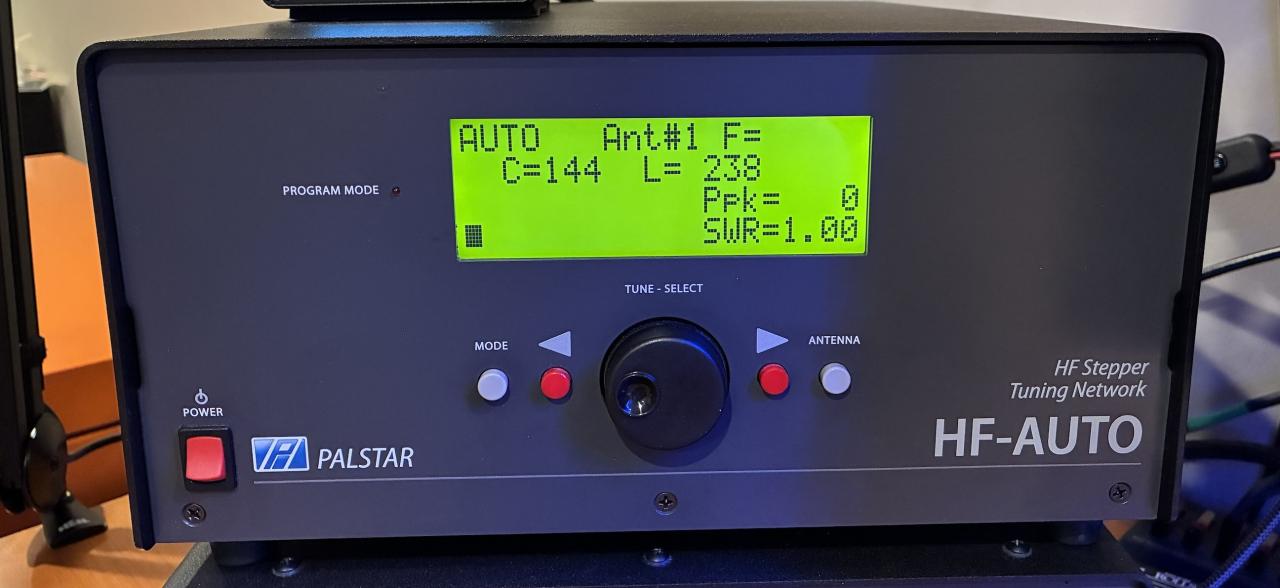 AUTO Ant#1 F=
C=144 L= 238
Ppk= 0
SWR=1.00
PROGRAM MODE
TUNE - SELECT
MODE
ANTENNA
HF Stepper
Tuning Network
HF-AUTO
POWER
PALSTAR